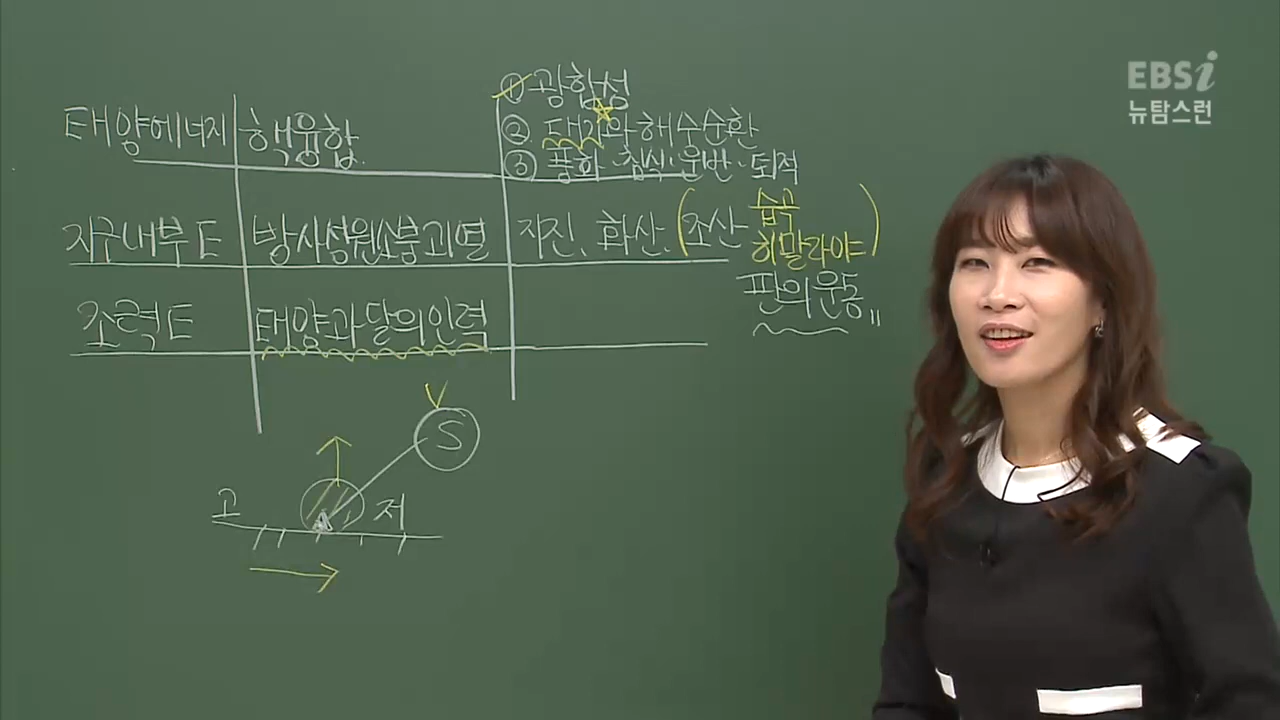 EBSi
뉴탐스런
① 광합성
태양에너지 핵융합 ② 대기와 해수순환
③ 풍화·침식·운반·퇴적
지구내부E 방사성원소붕괴열 지진, 화산, (조산 습곡
히말라야)
판의 운동
조력E 태양과 달의 인력
S
고 A 저